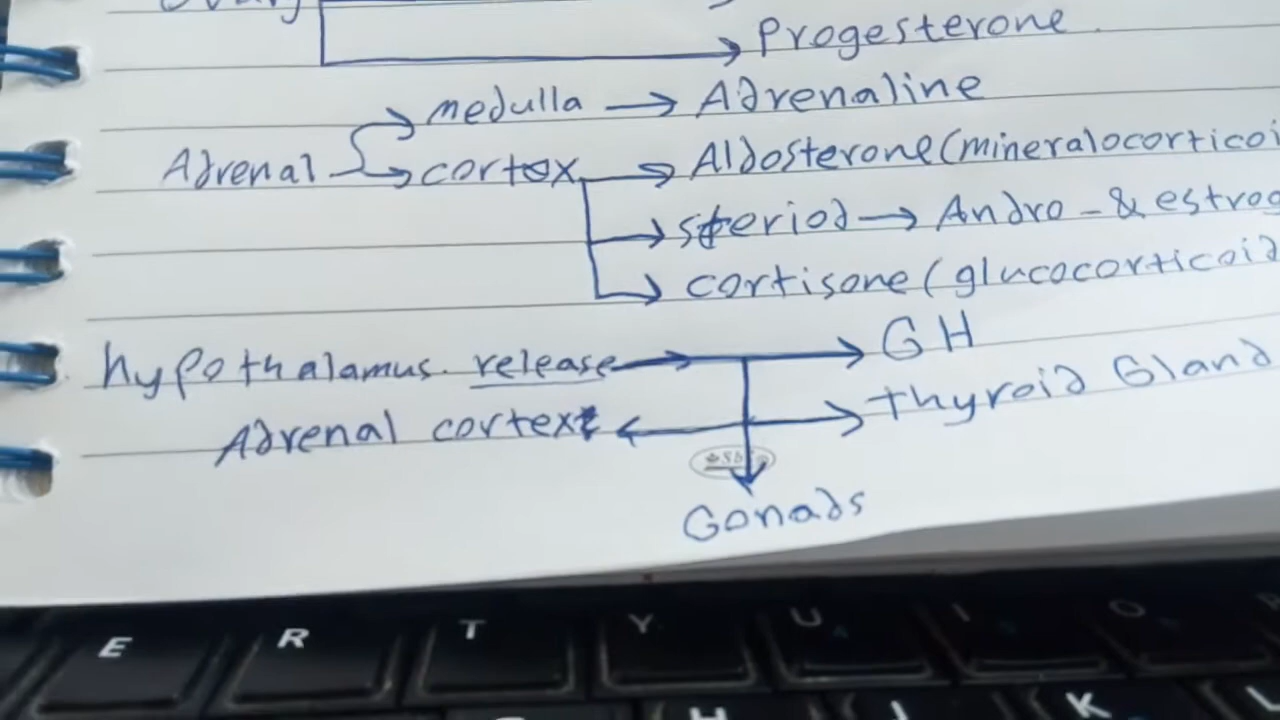 Progesterone
medulla → Adrenaline
Adrenal → cortex → Aldosterone (mineralocorticoi
steriod → Andro - & estrog
cortisone (glucocorticoid
hypothalamus release → GH
Adrenal cortex ← → Thyroid Gland
Gonads
E R T Y U I O
K L